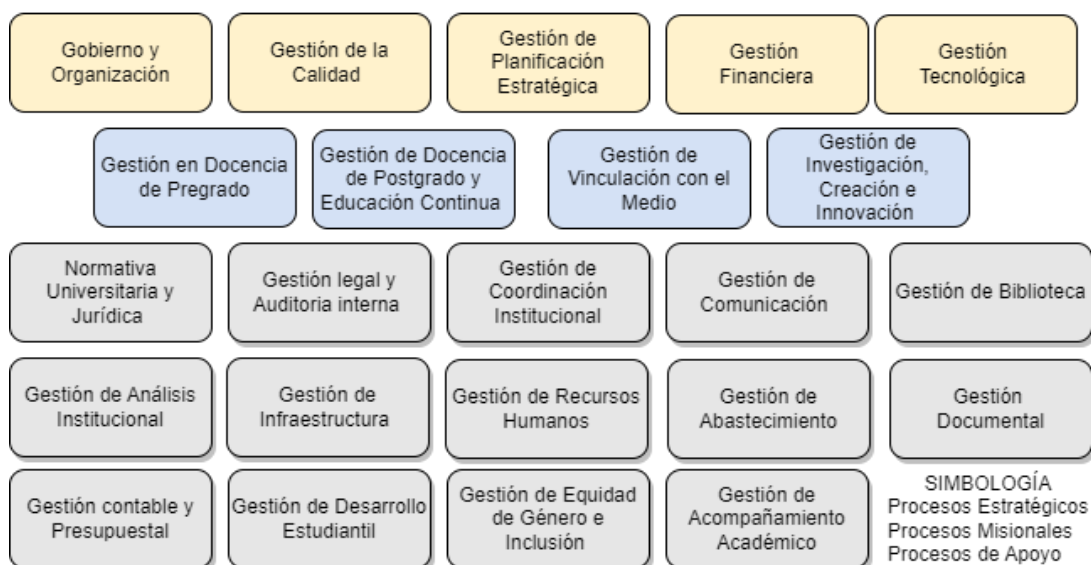 Gobierno y
Organización
Gestión de la
Calidad
Gestión de
Planificación
Estratégica
Gestión
Financiera
Gestión
Tecnológica
Gestión en Docencia
de Pregrado
Gestión de Docencia
de Postgrado y
Educación Continua
Gestión de
Vinculación con el
Medio
Gestión de
Investigación,
Creación e
Innovación
Normativa
Universitaria y
Jurídica
Gestión legal y
Auditoria interna
Gestión de
Coordinación
Institucional
Gestión de
Comunicación
Gestión de Biblioteca
Gestión de Análisis
Institucional
Gestión de
Infraestructura
Gestión de Recursos
Humanos
Gestión de
Abastecimiento
Gestión
Documental
Gestión contable y
Presupuestal
Gestión de Desarrollo
Estudiantil
Gestión de Equidad
de Género e
Inclusión
Gestión de
Acompañamiento
Académico
SIMBOLOGÍA
Procesos Estratégicos
Procesos Misionales
Procesos de Apoyo